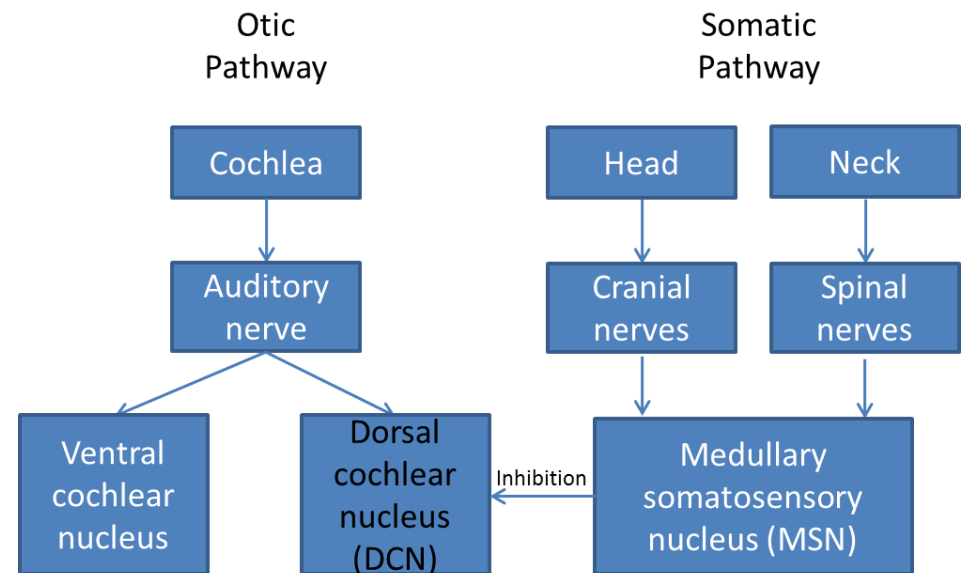 Otic
Pathway
Somatic
Pathway
Cochlea
Head
Neck
Auditory
nerve
Cranial
nerves
Spinal
nerves
Ventral
cochlear
nucleus
Dorsal
cochlear
nucleus
(DCN)
Inhibition
Medullary
somatosensory
nucleus (MSN)